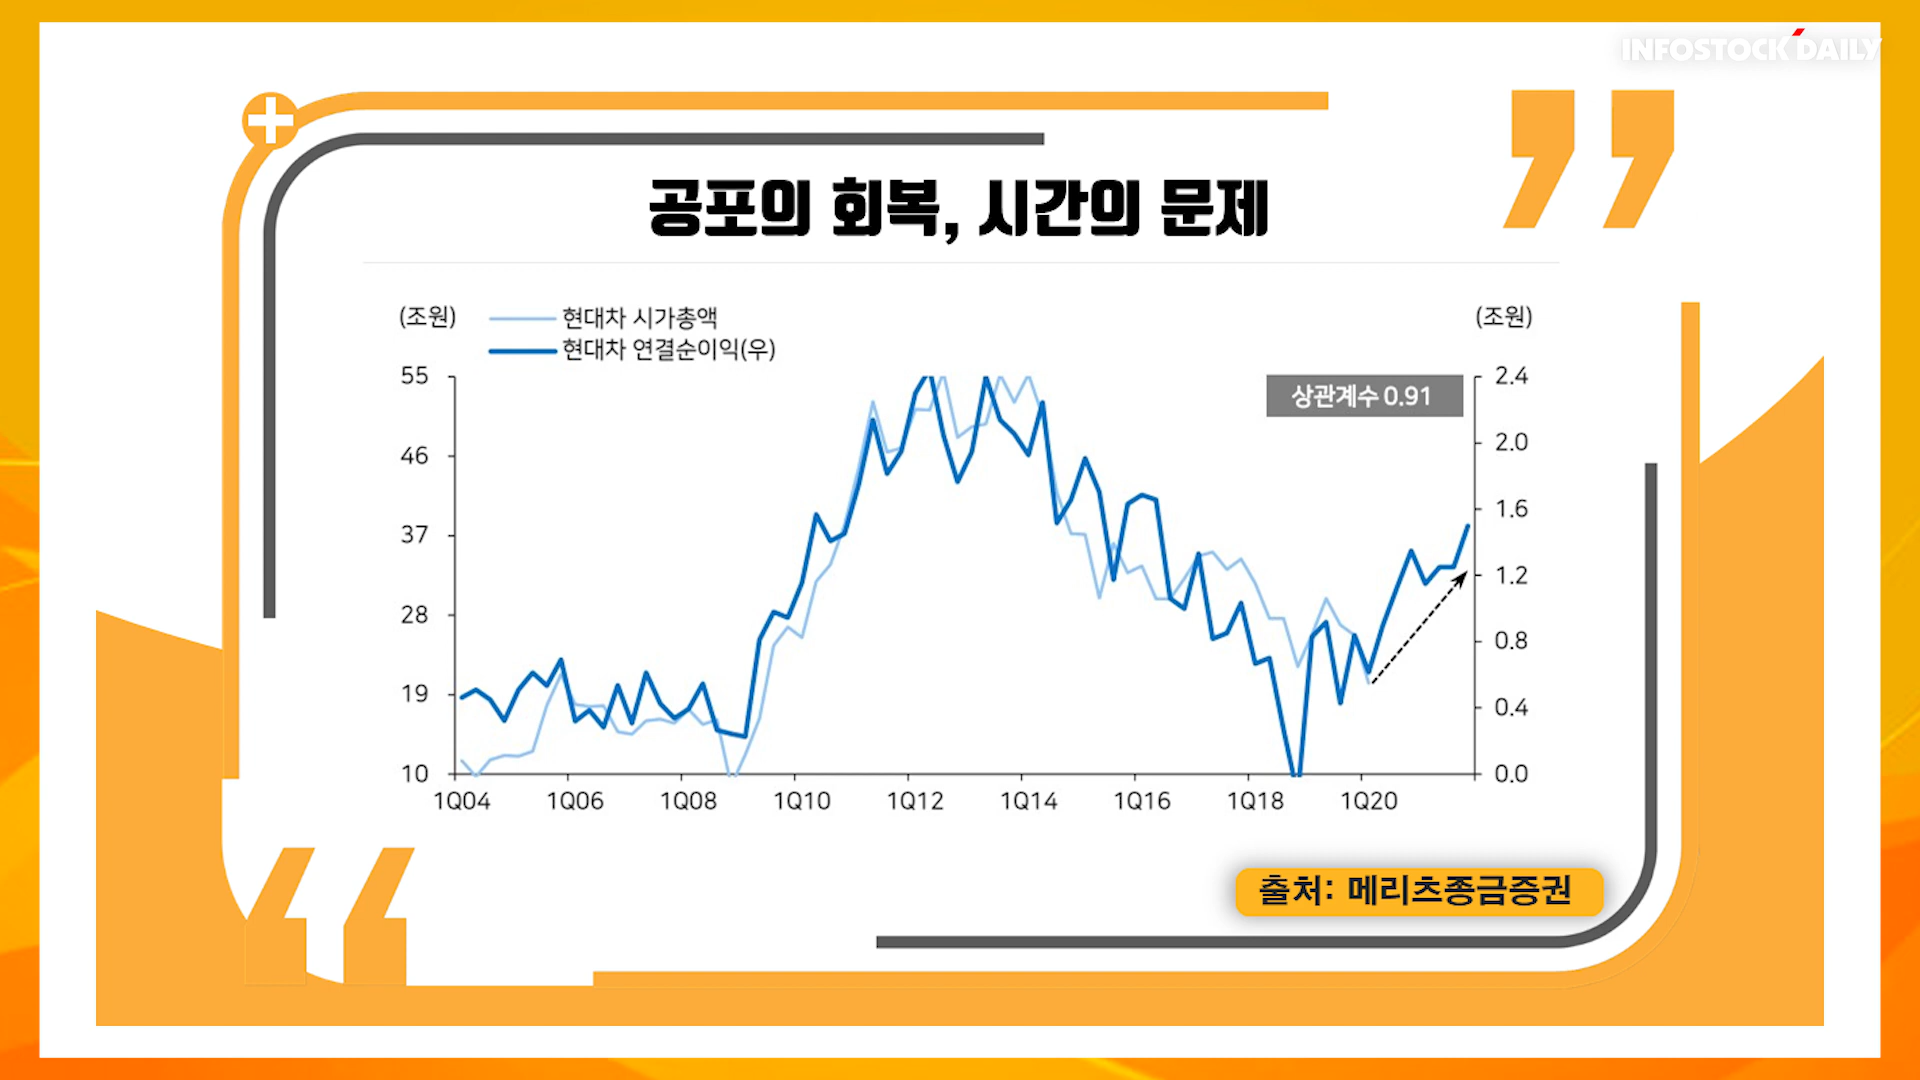 INFOSTOCK DAILY
공포의 회복, 시간의 문제
(조원)
현대차 시가총액
현대차 연결순이익(우)
(조원)
상관계수 0.91
55
46
37
28
19
10
2.4
2.0
1.6
1.2
0.8
0.4
0.0
1Q04 1Q06 1Q08 1Q10 1Q12 1Q14 1Q16 1Q18 1Q20
출처: 메리츠종금증권